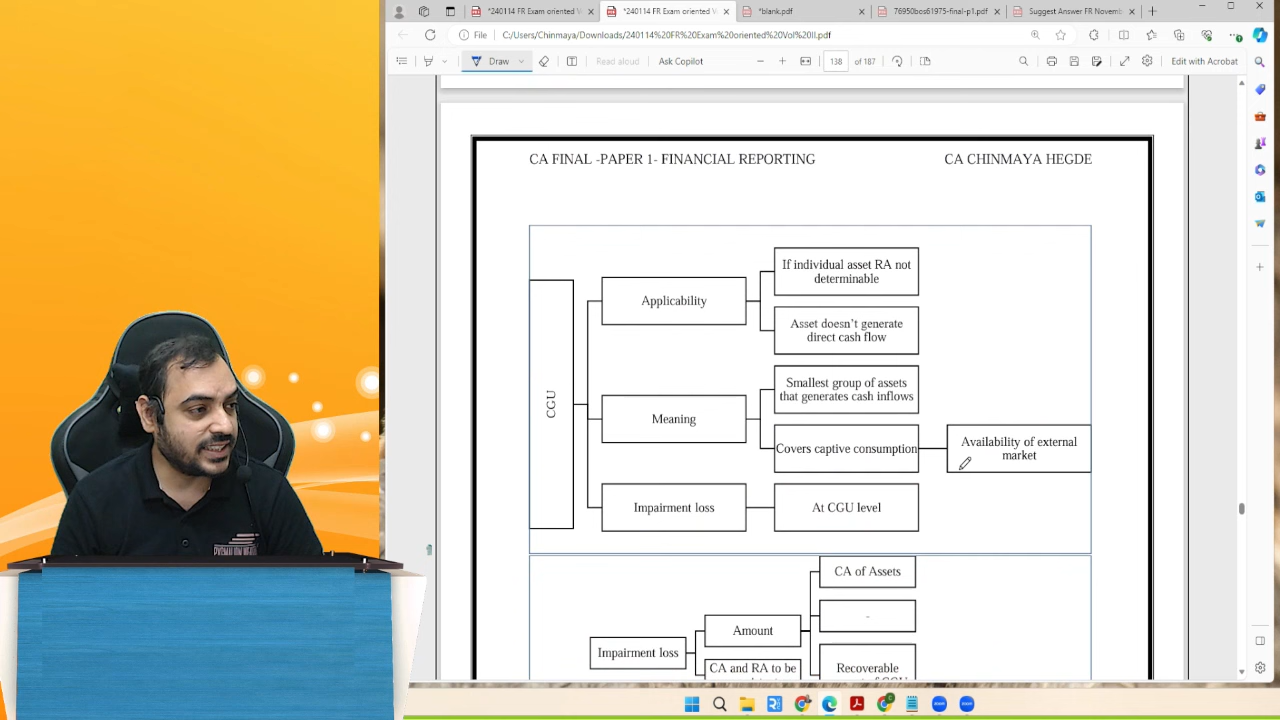 *240114 FR Exam oriented V
*240114 FR Exam oriented Vol
*blank.pdf
76950bos61975-final-p1.pdf
Suggest Answer FR Novemb
File
C:/Users/Chinmaya/Downloads/240114%20FR%20Exam%20oriented%20Vol%20II.pdf
Draw
Read aloud
Ask Copilot
138
of 187
Edit with Acrobat
CA FINAL -PAPER 1- FINANCIAL REPORTING
CA CHINMAYA HEGDE
CGU
Applicability
If individual asset RA not
determinable
Asset doesn't generate
direct cash flow
Meaning
Smallest group of assets
that generates cash inflows
Covers captive consumption
Availability of external
market
Impairment loss
At CGU level
Impairment loss
Amount
CA of Assets
-
Recoverable
CA and RA to be